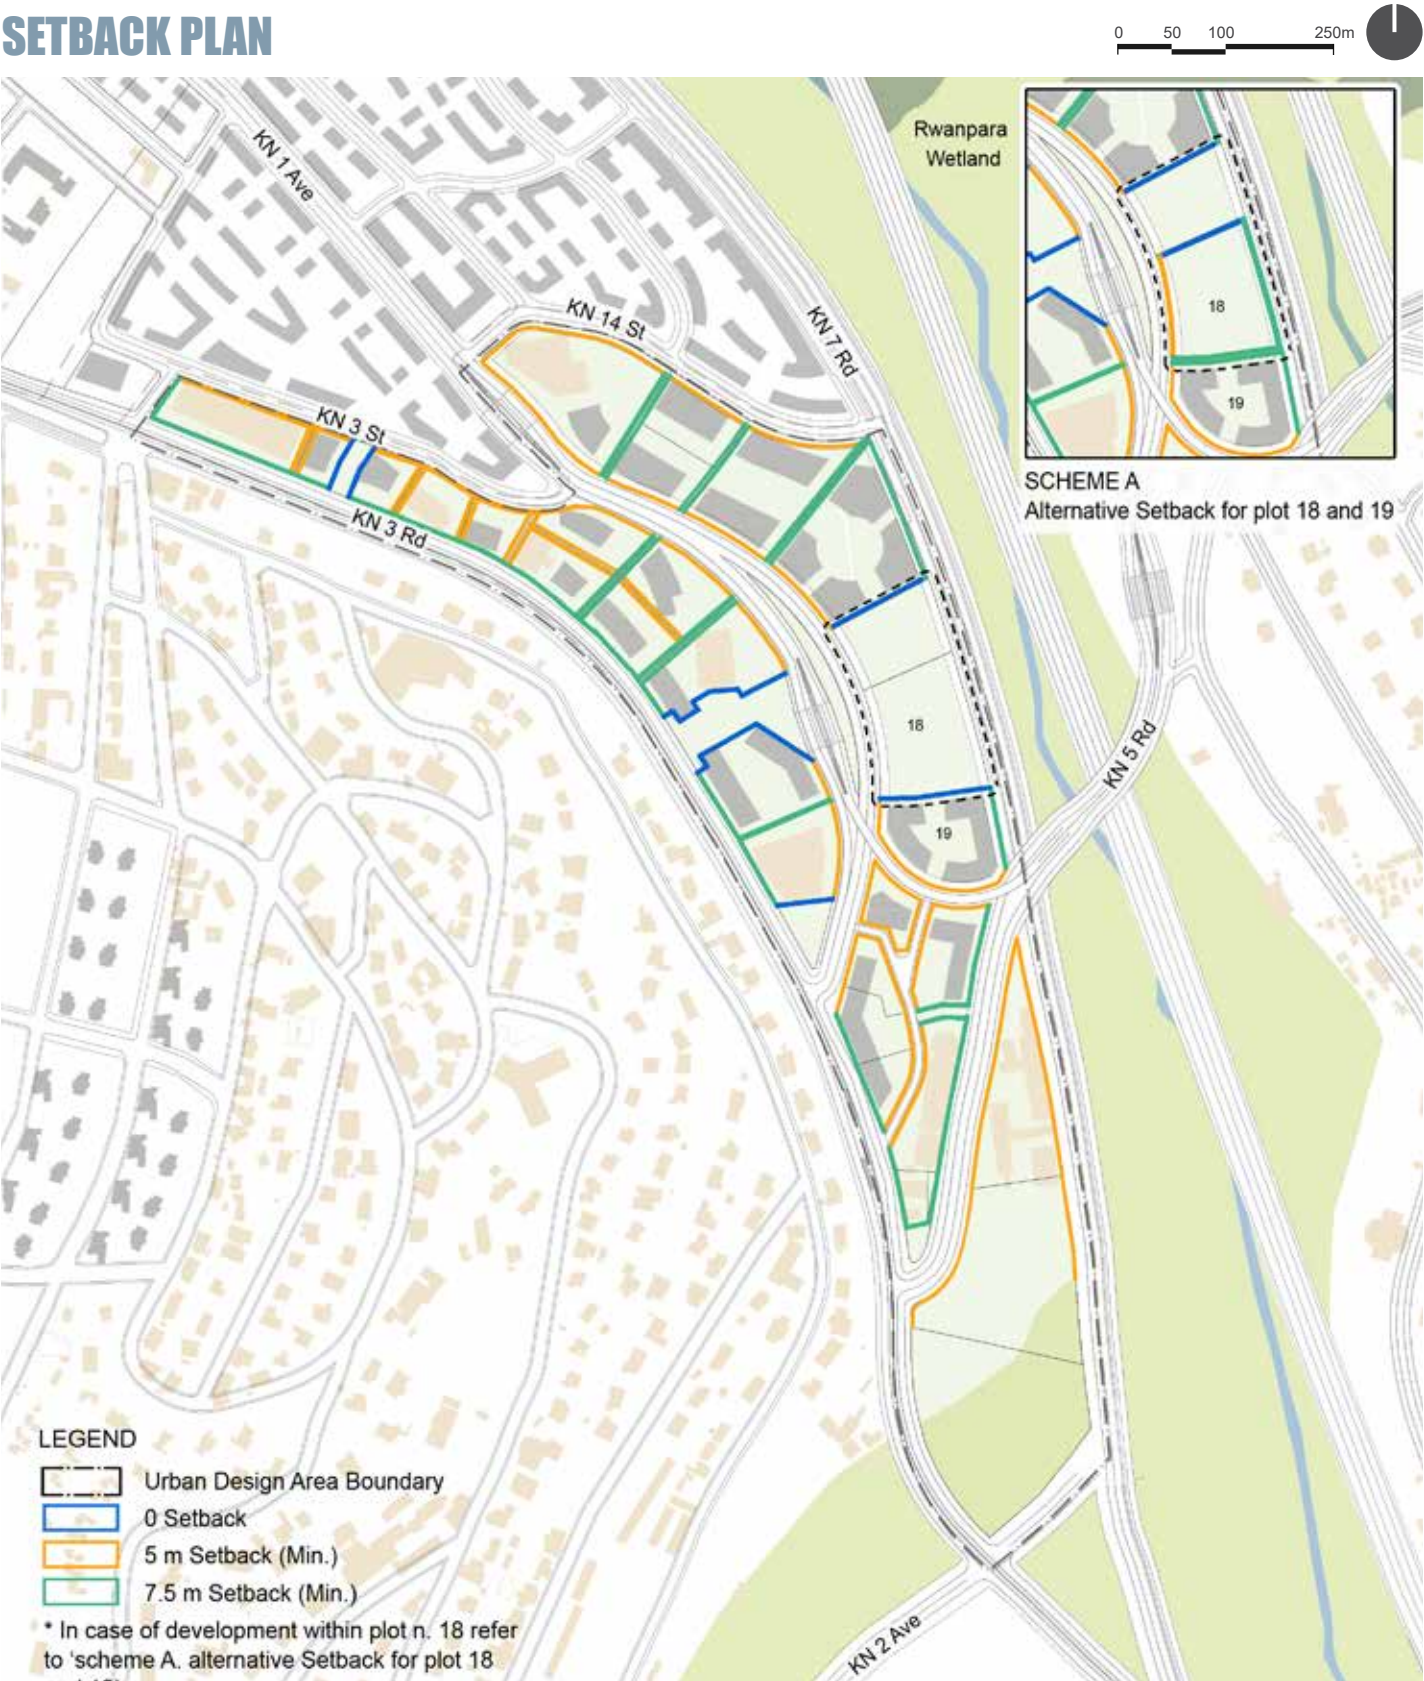 SETBACK PLAN
0 50 100 250m
Rwanpara
Wetland
KN 1 Ave
KN 14 St
KN 7 Rd
18
19
SCHEME A
Alternative Setback for plot 18 and 19
KN 3 St
KN 3 Rd
18
KN 5 Rd
19
LEGEND
Urban Design Area Boundary
0 Setback
5 m Setback (Min.)
7.5 m Setback (Min.)
* In case of development within plot n. 18 refer
to ‘scheme A. alternative Setback for plot 18
KN 2 Ave